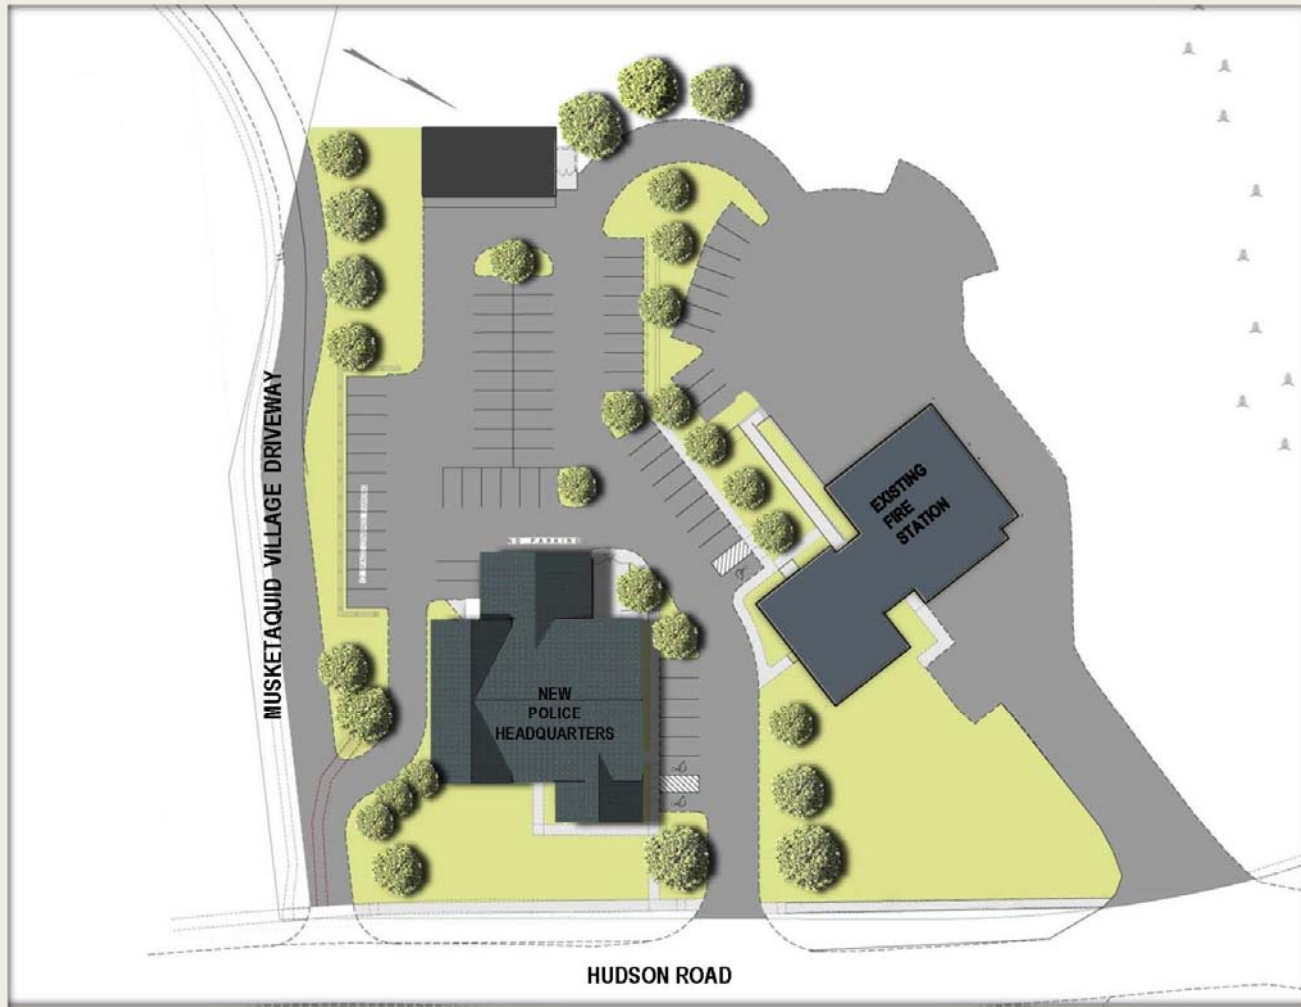 MUSKETAQUID VILLAGE DRIVEWAY
EXISTING
FIRE
STATION
NO PARKING
NEW
POLICE
HEADQUARTERS
HUDSON ROAD